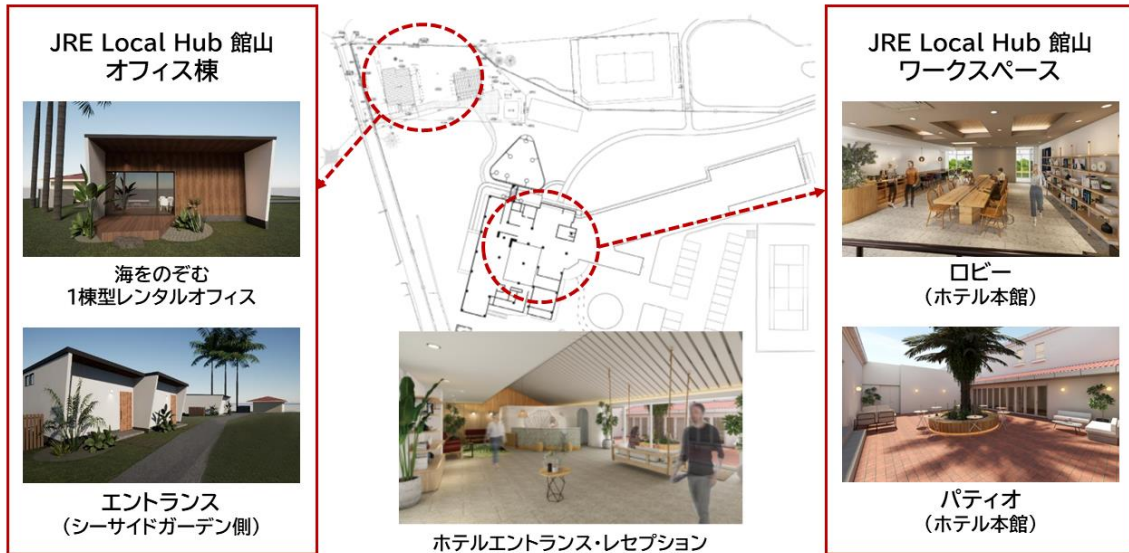 JRE Local Hub 館山
オフィス棟
海をのぞむ
1棟型レンタルオフィス
エントランス
(シーサイドガーデン側)
ホテルエントランス・レセプション
JRE Local Hub 館山
ワークスペース
ロビー
(ホテル本館)
パティオ
(ホテル本館)